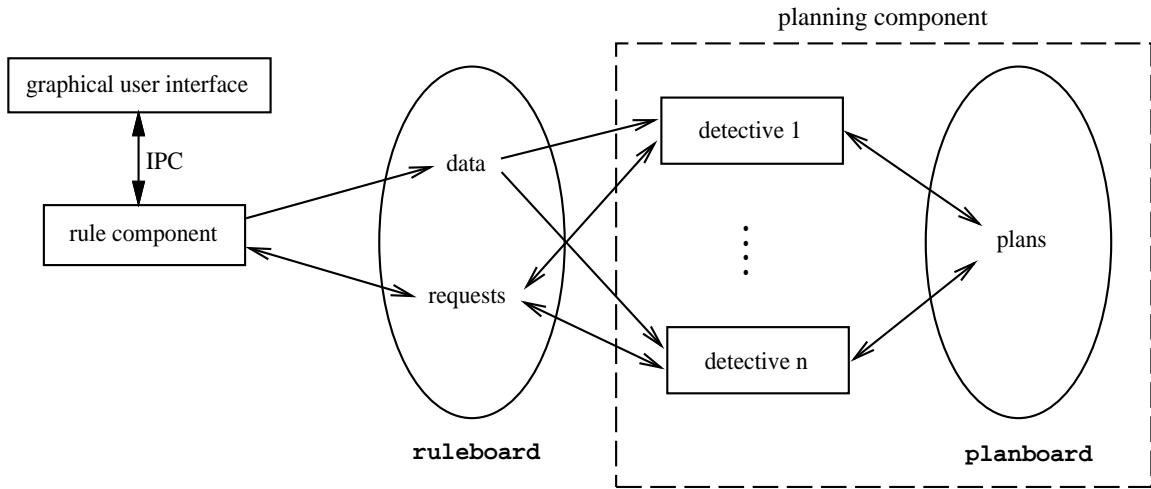 planning component
graphical user interface
IPC
rule component
data
requests
ruleboard
detective 1
detective n
plans
planboard